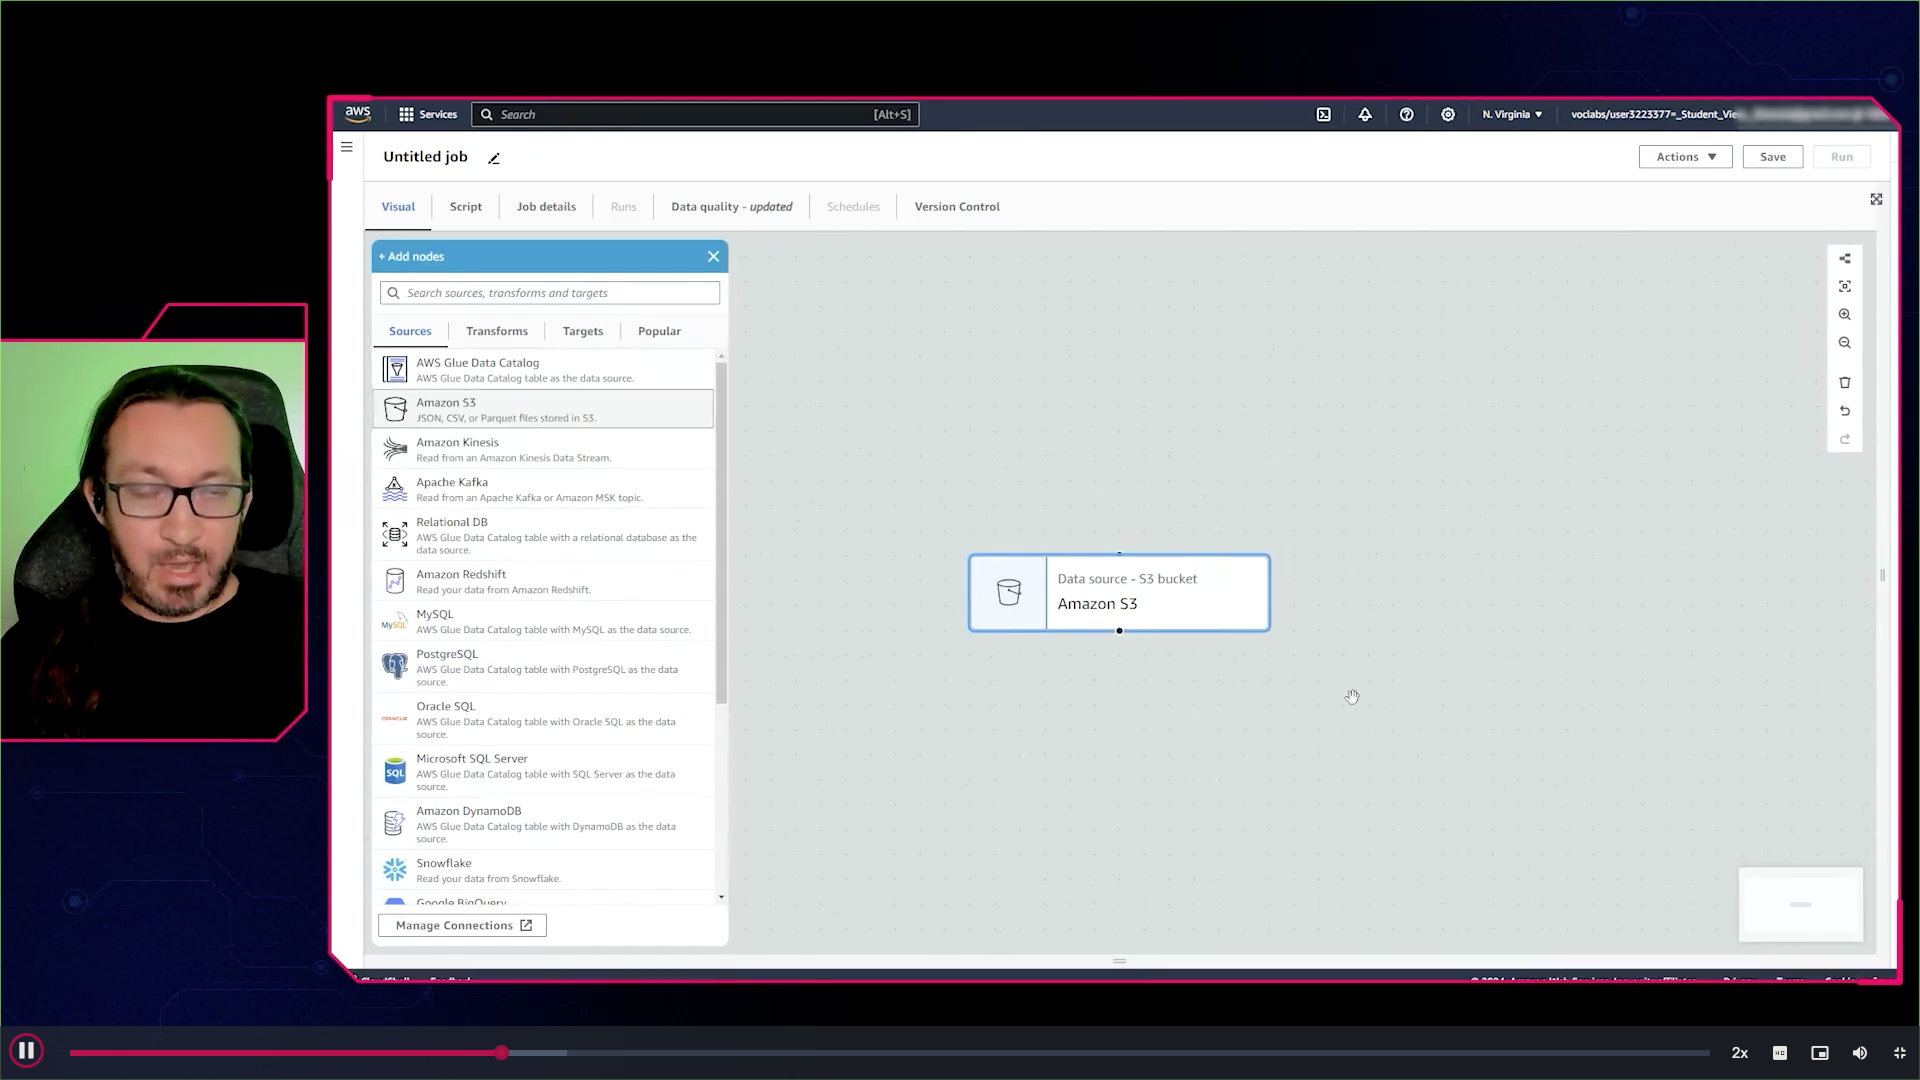 aws
Services
Search
[Alt+S]
N. Virginia
voclabs/user3223377=_Student_Vie
Untitled job
Actions
Save
Run
Visual
Script
Job details
Runs
Data quality - updated
Schedules
Version Control
+ Add nodes
Search sources, transforms and targets
Sources
Transforms
Targets
Popular
AWS Glue Data Catalog
AWS Glue Data Catalog table as the data source.
Amazon S3
JSON, CSV, or Parquet files stored in S3.
Amazon Kinesis
Read from an Amazon Kinesis Data Stream.
Apache Kafka
Read from an Apache Kafka or Amazon MSK topic.
Relational DB
AWS Glue Data Catalog table with a relational database as the
data source.
Amazon Redshift
Read your data from Amazon Redshift.
MySQL
MySQL
AWS Glue Data Catalog table with MySQL as the data source.
PostgreSQL
AWS Glue Data Catalog table with PostgreSQL as the data
source.
Oracle SQL
ORACLE
AWS Glue Data Catalog table with Oracle SQL as the data
source.
Microsoft SQL Server
SQL
AWS Glue Data Catalog table with SQL Server as the data
source.
Amazon DynamoDB
AWS Glue Data Catalog table with DynamoDB as the data
source.
Snowflake
Read your data from Snowflake.
Google BigQuery
Manage Connections
Data source - S3 bucket
Amazon S3
2x
HD